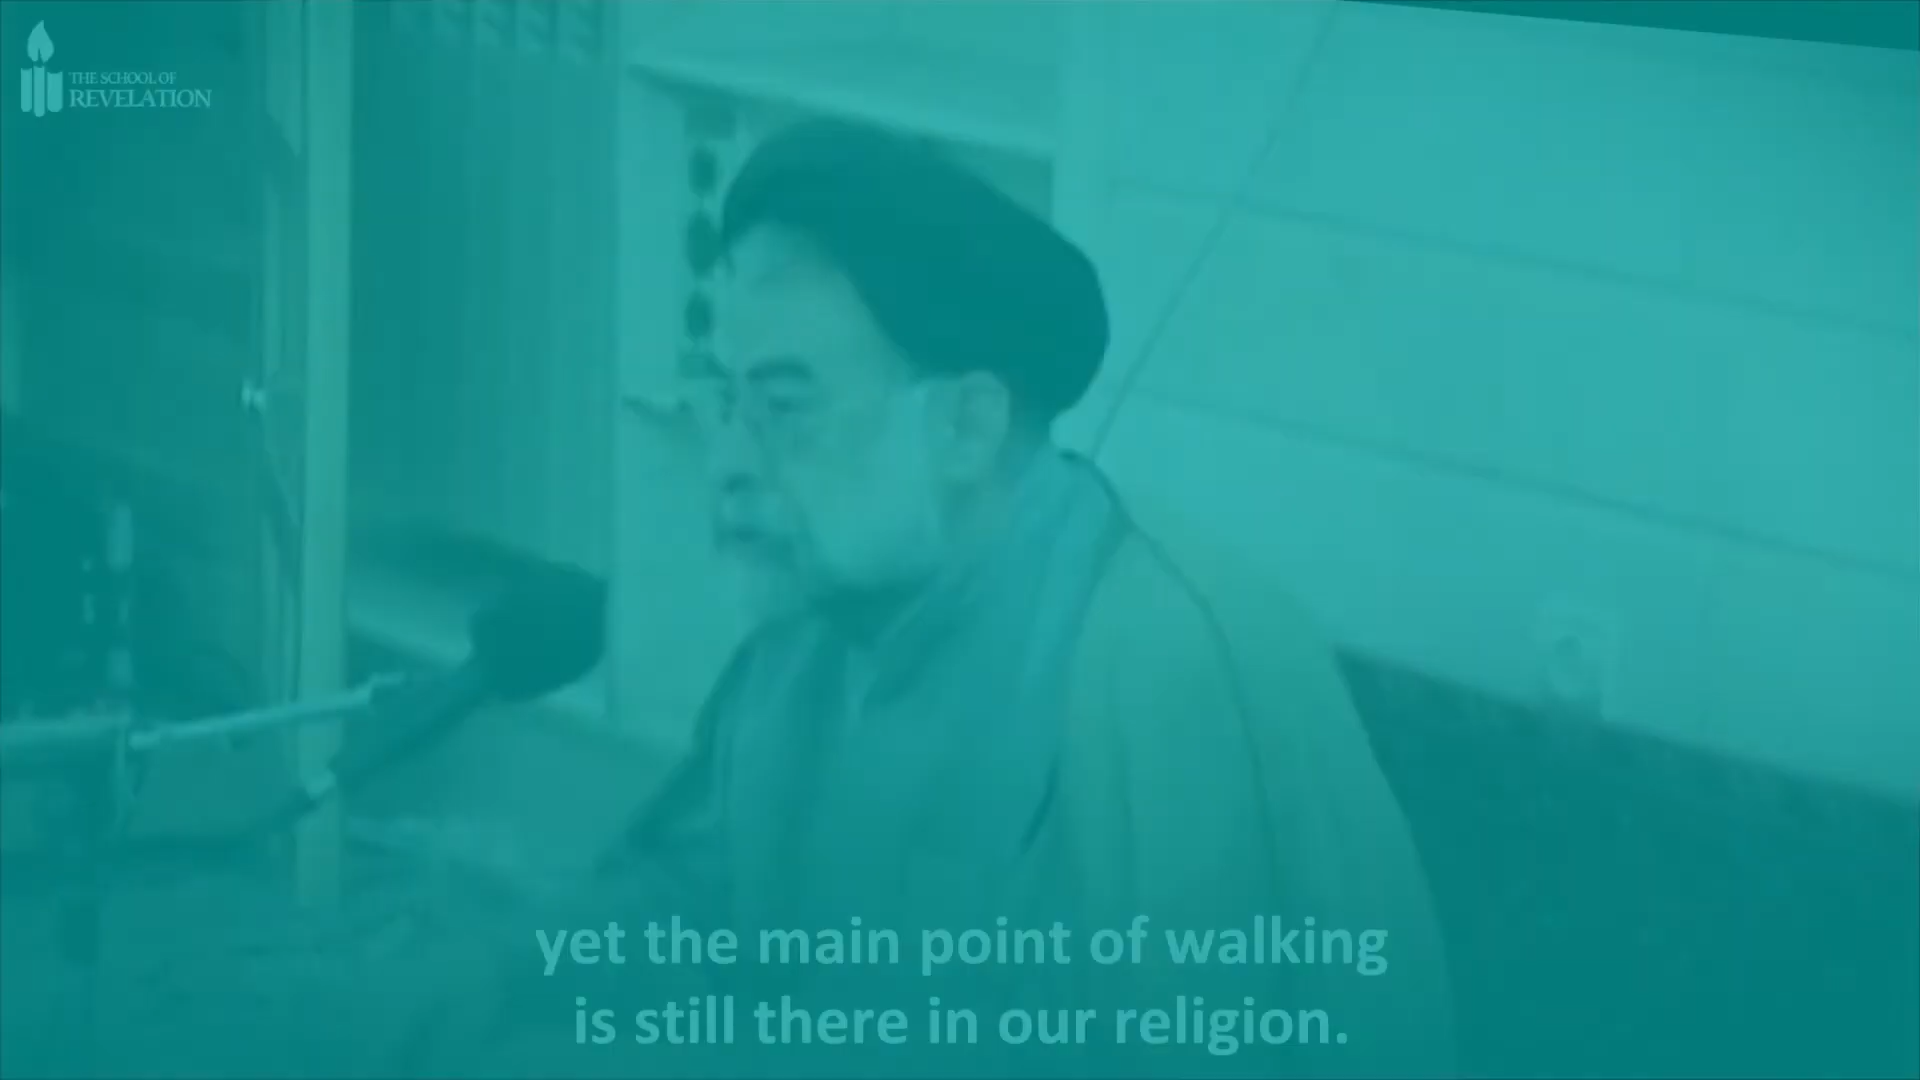 THE SCHOOL OF
REVELATION
yet the main point of walking
is still there in our religion.